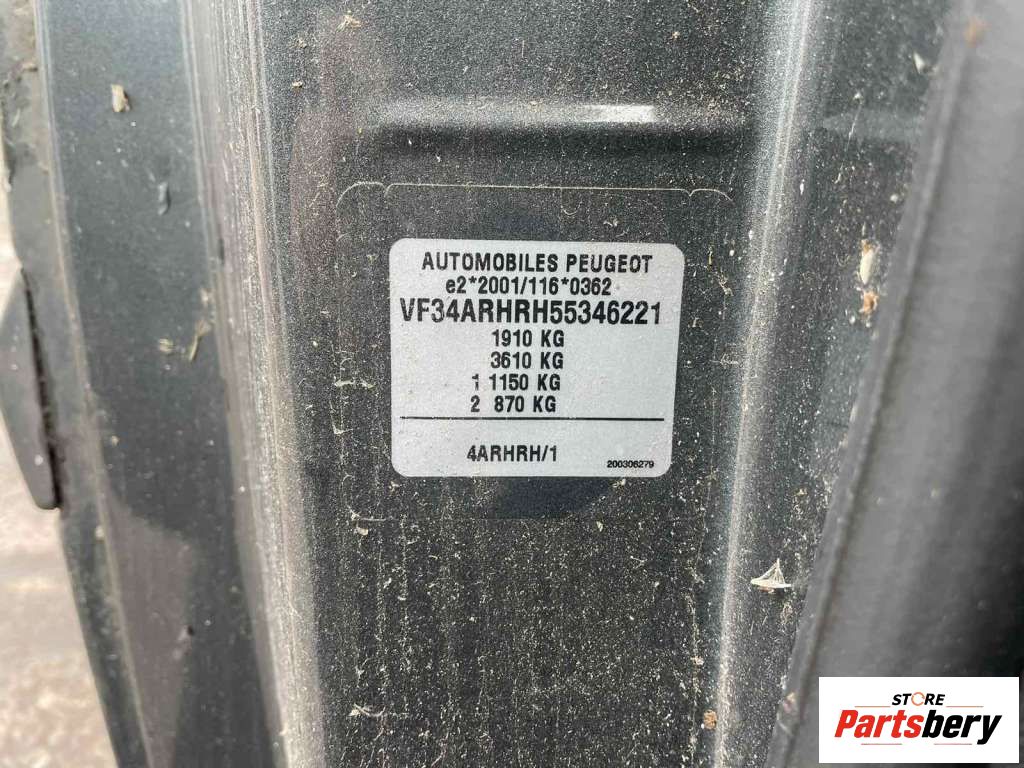 AUTOMOBILES PEUGEOT
e2*2001/116*0362
VF34ARHRH55346221
1910 KG
3610 KG
1 1150 KG
2 870 KG
4ARHRH/1
200306279
STORE
Partsbery